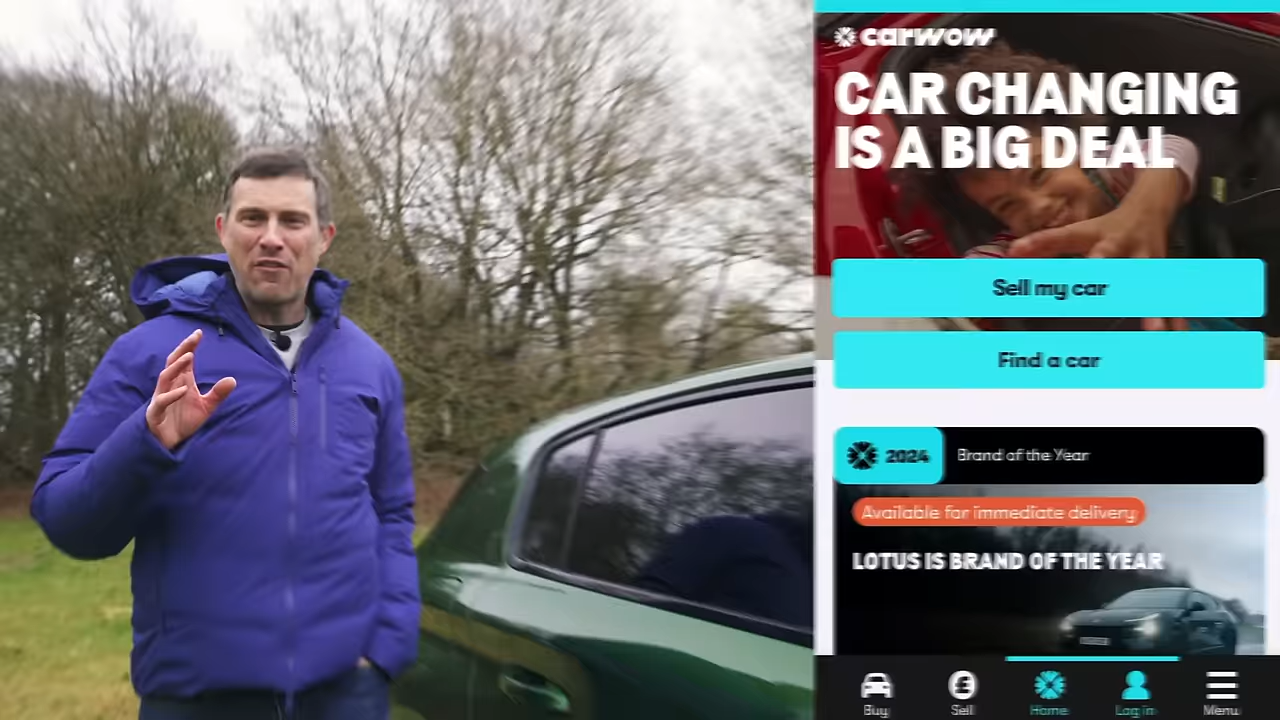 carwow
CAR CHANGING
IS A BIG DEAL
Sell my car
Find a car
2024
Brand of the Year
Available for immediate delivery
LOTUS IS BRAND OF THE YEAR
Buy
Sell
Home
Log in
Menu